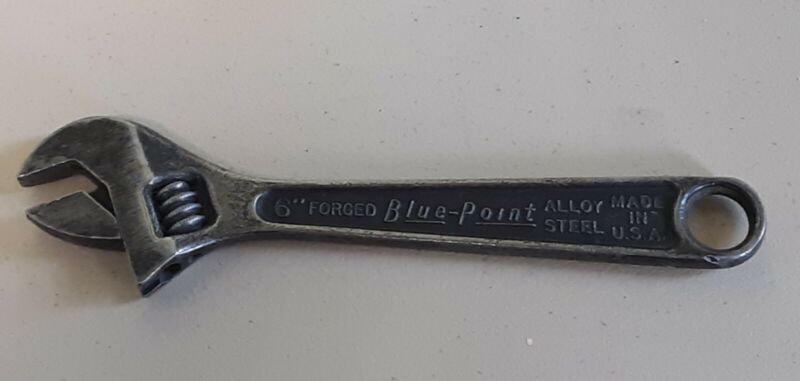 6" FORGED Blue-Point ALLOY STEEL MADE IN U.S.A.